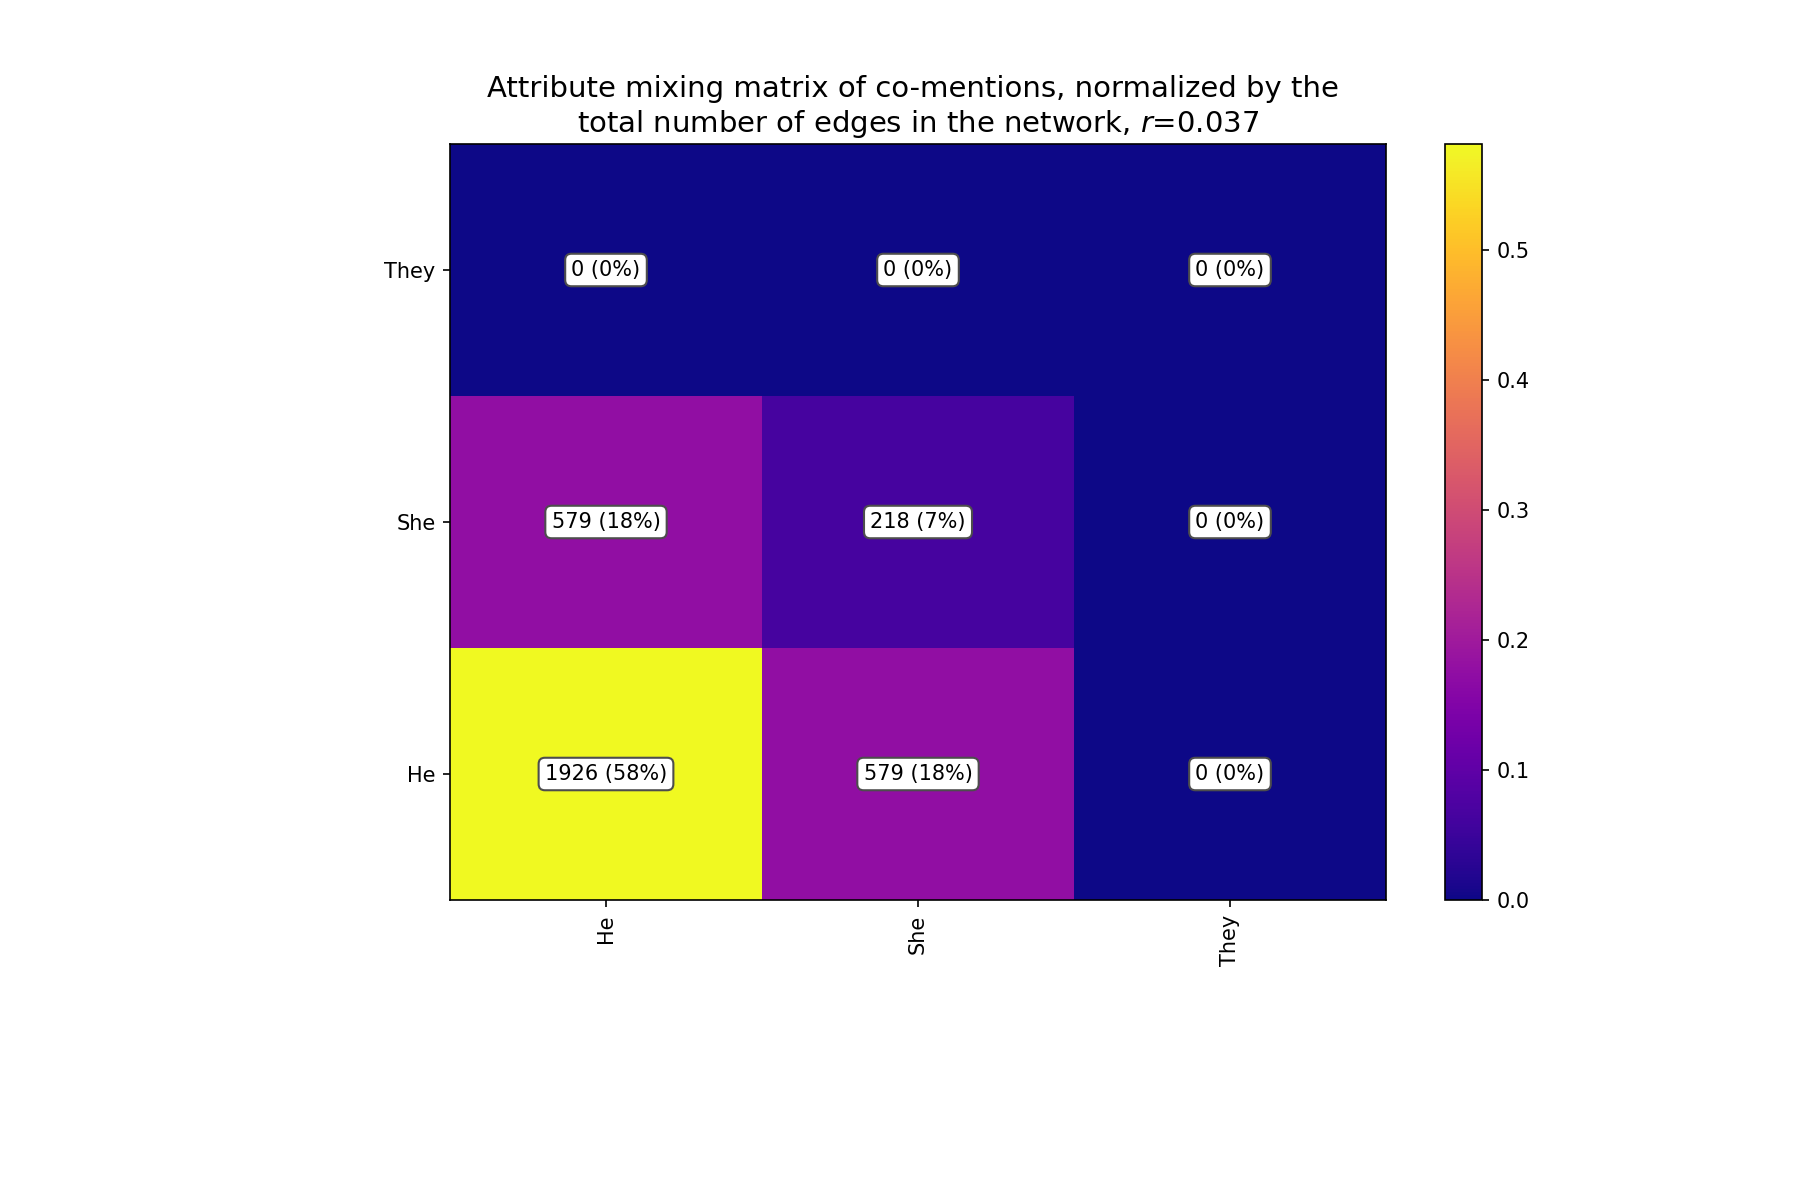 Attribute mixing matrix of co-mentions, normalized by the
total number of edges in the network, r=0.037
They
0 (0%)
0 (0%)
0 (0%)
She
579 (18%)
218 (7%)
0 (0%)
He
1926 (58%)
579 (18%)
0 (0%)
He
She
They
0.5
0.4
0.3
0.2
0.1
0.0